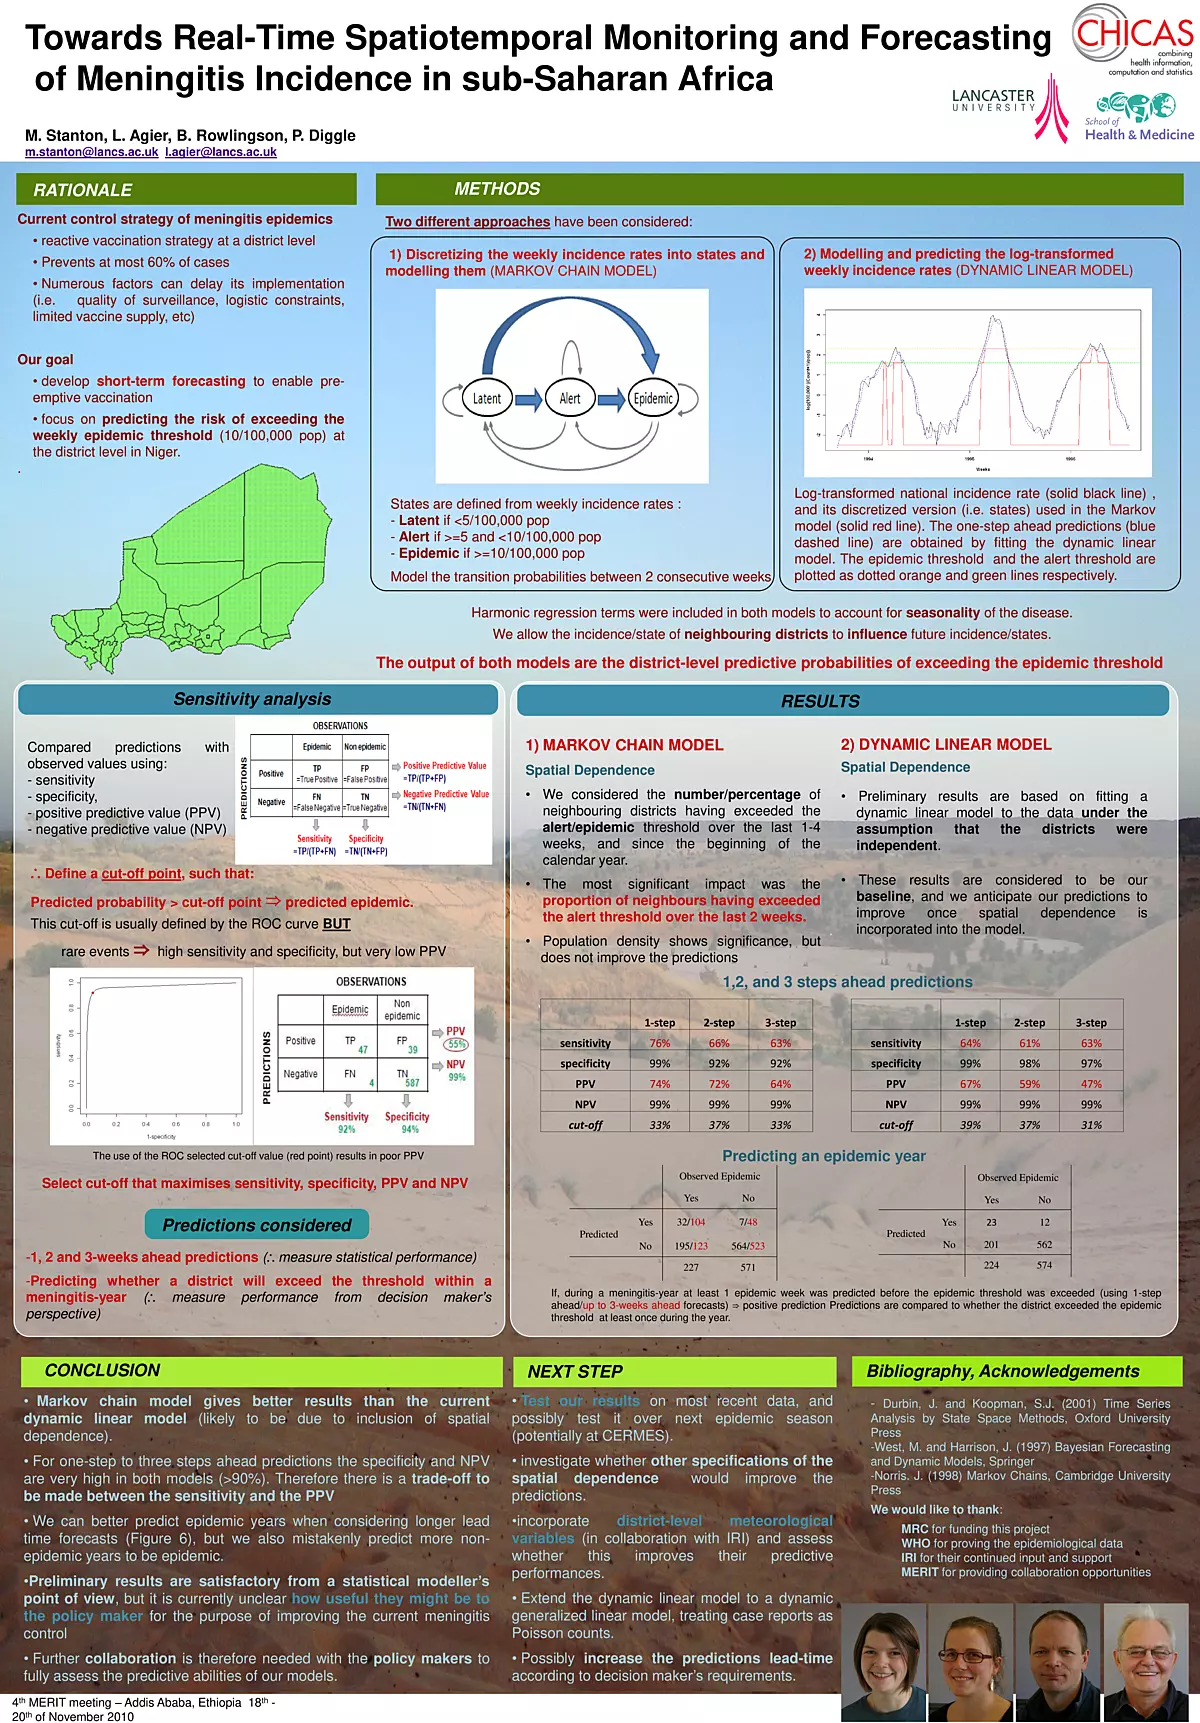 Towards Real-Time Spatiotemporal Monitoring and Forecasting
of Meningitis Incidence in sub-Saharan Africa
M. Stanton, L. Agier, B. Rowlingson, P. Diggle
m.stanton@lancs.ac.uk l.agier@lancs.ac.uk
CHICAS
combining
health information,
computation and statistics
LANCASTER
UNIVERSITY
School of
Health & Medicine
RATIONALE
Current control strategy of meningitis epidemics
• reactive vaccination strategy at a district level
• Prevents at most 60% of cases
• Numerous factors can delay its implementation
(i.e. quality of surveillance, logistic constraints,
limited vaccine supply, etc)
Our goal
• develop short-term forecasting to enable pre-
emptive vaccination
• focus on predicting the risk of exceeding the
weekly epidemic threshold (10/100,000 pop) at
the district level in Niger.
.
METHODS
Two different approaches have been considered:
1) Discretizing the weekly incidence rates into states and
modelling them (MARKOV CHAIN MODEL)
Latent
Alert
Epidemic
States are defined from weekly incidence rates :
- Latent if <5/100,000 pop
- Alert if >=5 and <10/100,000 pop
- Epidemic if >=10/100,000 pop
Model the transition probabilities between 2 consecutive weeks
2) Modelling and predicting the log-transformed
weekly incidence rates (DYNAMIC LINEAR MODEL)
4
3
2
1
0
-1
-2
1994
1995
1996
Weeks
Log-transformed national incidence rate (solid black line) ,
and its discretized version (i.e. states) used in the Markov
model (solid red line). The one-step ahead predictions (blue
dashed line) are obtained by fitting the dynamic linear
model. The epidemic threshold and the alert threshold are
plotted as dotted orange and green lines respectively.
Harmonic regression terms were included in both models to account for seasonality of the disease.
We allow the incidence/state of neighbouring districts to influence future incidence/states.
The output of both models are the district-level predictive probabilities of exceeding the epidemic threshold
Sensitivity analysis
Compared predictions with
observed values using:
- sensitivity
- specificity,
- positive predictive value (PPV)
- negative predictive value (NPV)
OBSERVATIONS
PREDICTIONS
Epidemic Non epidemic
Positive TP FP
=True Positive =False Positive
Negative FN TN
=False Negative =True Negative
Positive Predictive Value
=TP/(TP+FP)
Negative Predictive Value
=TN/(TN+FN)
Sensitivity Specificity
=TP/(TP+FN) =TN/(TN+FP)
∴ Define a cut-off point, such that:
Predicted probability > cut-off point ⇒ predicted epidemic.
This cut-off is usually defined by the ROC curve BUT
rare events ⇒ high sensitivity and specificity, but very low PPV
sensitivity
0.0 0.2 0.4 0.6 0.8 1.0
0.0 0.2 0.4 0.6 0.8 1.0
1-specificity
OBSERVATIONS
PREDICTIONS
Epidemic Non epidemic
Positive TP 47 FP 39
Negative FN 4 TN 587
PPV
55%
NPV
99%
Sensitivity Specificity
92% 94%
The use of the ROC selected cut-off value (red point) results in poor PPV
Select cut-off that maximises sensitivity, specificity, PPV and NPV
Predictions considered
-1, 2 and 3-weeks ahead predictions (∴ measure statistical performance)
-Predicting whether a district will exceed the threshold within a
meningitis-year (∴ measure performance from decision maker's
perspective)
RESULTS
1) MARKOV CHAIN MODEL
Spatial Dependence
• We considered the number/percentage of
neighbouring districts having exceeded the
alert/epidemic threshold over the last 1-4
weeks, and since the beginning of the
calendar year.
• The most significant impact was the
proportion of neighbours having exceeded
the alert threshold over the last 2 weeks.
• Population density shows significance, but
does not improve the predictions
2) DYNAMIC LINEAR MODEL
Spatial Dependence
• Preliminary results are based on fitting a
dynamic linear model to the data under the
assumption that the districts were
independent.
• These results are considered to be our
baseline, and we anticipate our predictions to
improve once spatial dependence is
incorporated into the model.
1,2, and 3 steps ahead predictions
1-step 2-step 3-step
sensitivity 76% 66% 63%
specificity 99% 92% 92%
PPV 74% 72% 64%
NPV 99% 99% 99%
cut-off 33% 37% 33%
1-step 2-step 3-step
sensitivity 64% 61% 63%
specificity 99% 98% 97%
PPV 67% 59% 47%
NPV 99% 99% 99%
cut-off 39% 37% 31%
Predicting an epidemic year
Observed Epidemic
Yes No
Predicted
Yes 32/104 7/48
No 195/123 564/523
227 571
Observed Epidemic
Yes No
Predicted
Yes 23 12
No 201 562
224 574
If, during a meningitis-year at least 1 epidemic week was predicted before the epidemic threshold was exceeded (using 1-step
ahead/up to 3-weeks ahead forecasts) ⇒ positive prediction Predictions are compared to whether the district exceeded the epidemic
threshold at least once during the year.
CONCLUSION
• Markov chain model gives better results than the current
dynamic linear model (likely to be due to inclusion of spatial
dependence).
• For one-step to three steps ahead predictions the specificity and NPV
are very high in both models (>90%). Therefore there is a trade-off to
be made between the sensitivity and the PPV
• We can better predict epidemic years when considering longer lead
time forecasts (Figure 6), but we also mistakenly predict more non-
epidemic years to be epidemic.
•Preliminary results are satisfactory from a statistical modeller's
point of view, but it is currently unclear how useful they might be to
the policy maker for the purpose of improving the current meningitis
control
• Further collaboration is therefore needed with the policy makers to
fully assess the predictive abilities of our models.
NEXT STEP
• Test our results on most recent data, and
possibly test it over next epidemic season
(potentially at CERMES).
• investigate whether other specifications of the
spatial dependence would improve the
predictions.
•incorporate district-level meteorological
variables (in collaboration with IRI) and assess
whether this improves their predictive
performances.
• Extend the dynamic linear model to a dynamic
generalized linear model, treating case reports as
Poisson counts.
• Possibly increase the predictions lead-time
according to decision maker's requirements.
Bibliography, Acknowledgements
- Durbin, J. and Koopman, S.J. (2001) Time Series
Analysis by State Space Methods, Oxford University
Press
-West, M. and Harrison, J. (1997) Bayesian Forecasting
and Dynamic Models, Springer
-Norris. J. (1998) Markov Chains, Cambridge University
Press
We would like to thank:
MRC for funding this project
WHO for proving the epidemiological data
IRI for their continued input and support
MERIT for providing collaboration opportunities
4th MERIT meeting – Addis Ababa, Ethiopia 18th -
20th of November 2010